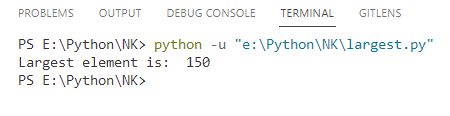 PROBLEMS OUTPUT DEBUG CONSOLE TERMINAL GITLENS
PS E:\Python\NK> python -u "e:\Python\NK\largest.py"
Largest element is:  150
PS E:\Python\NK>